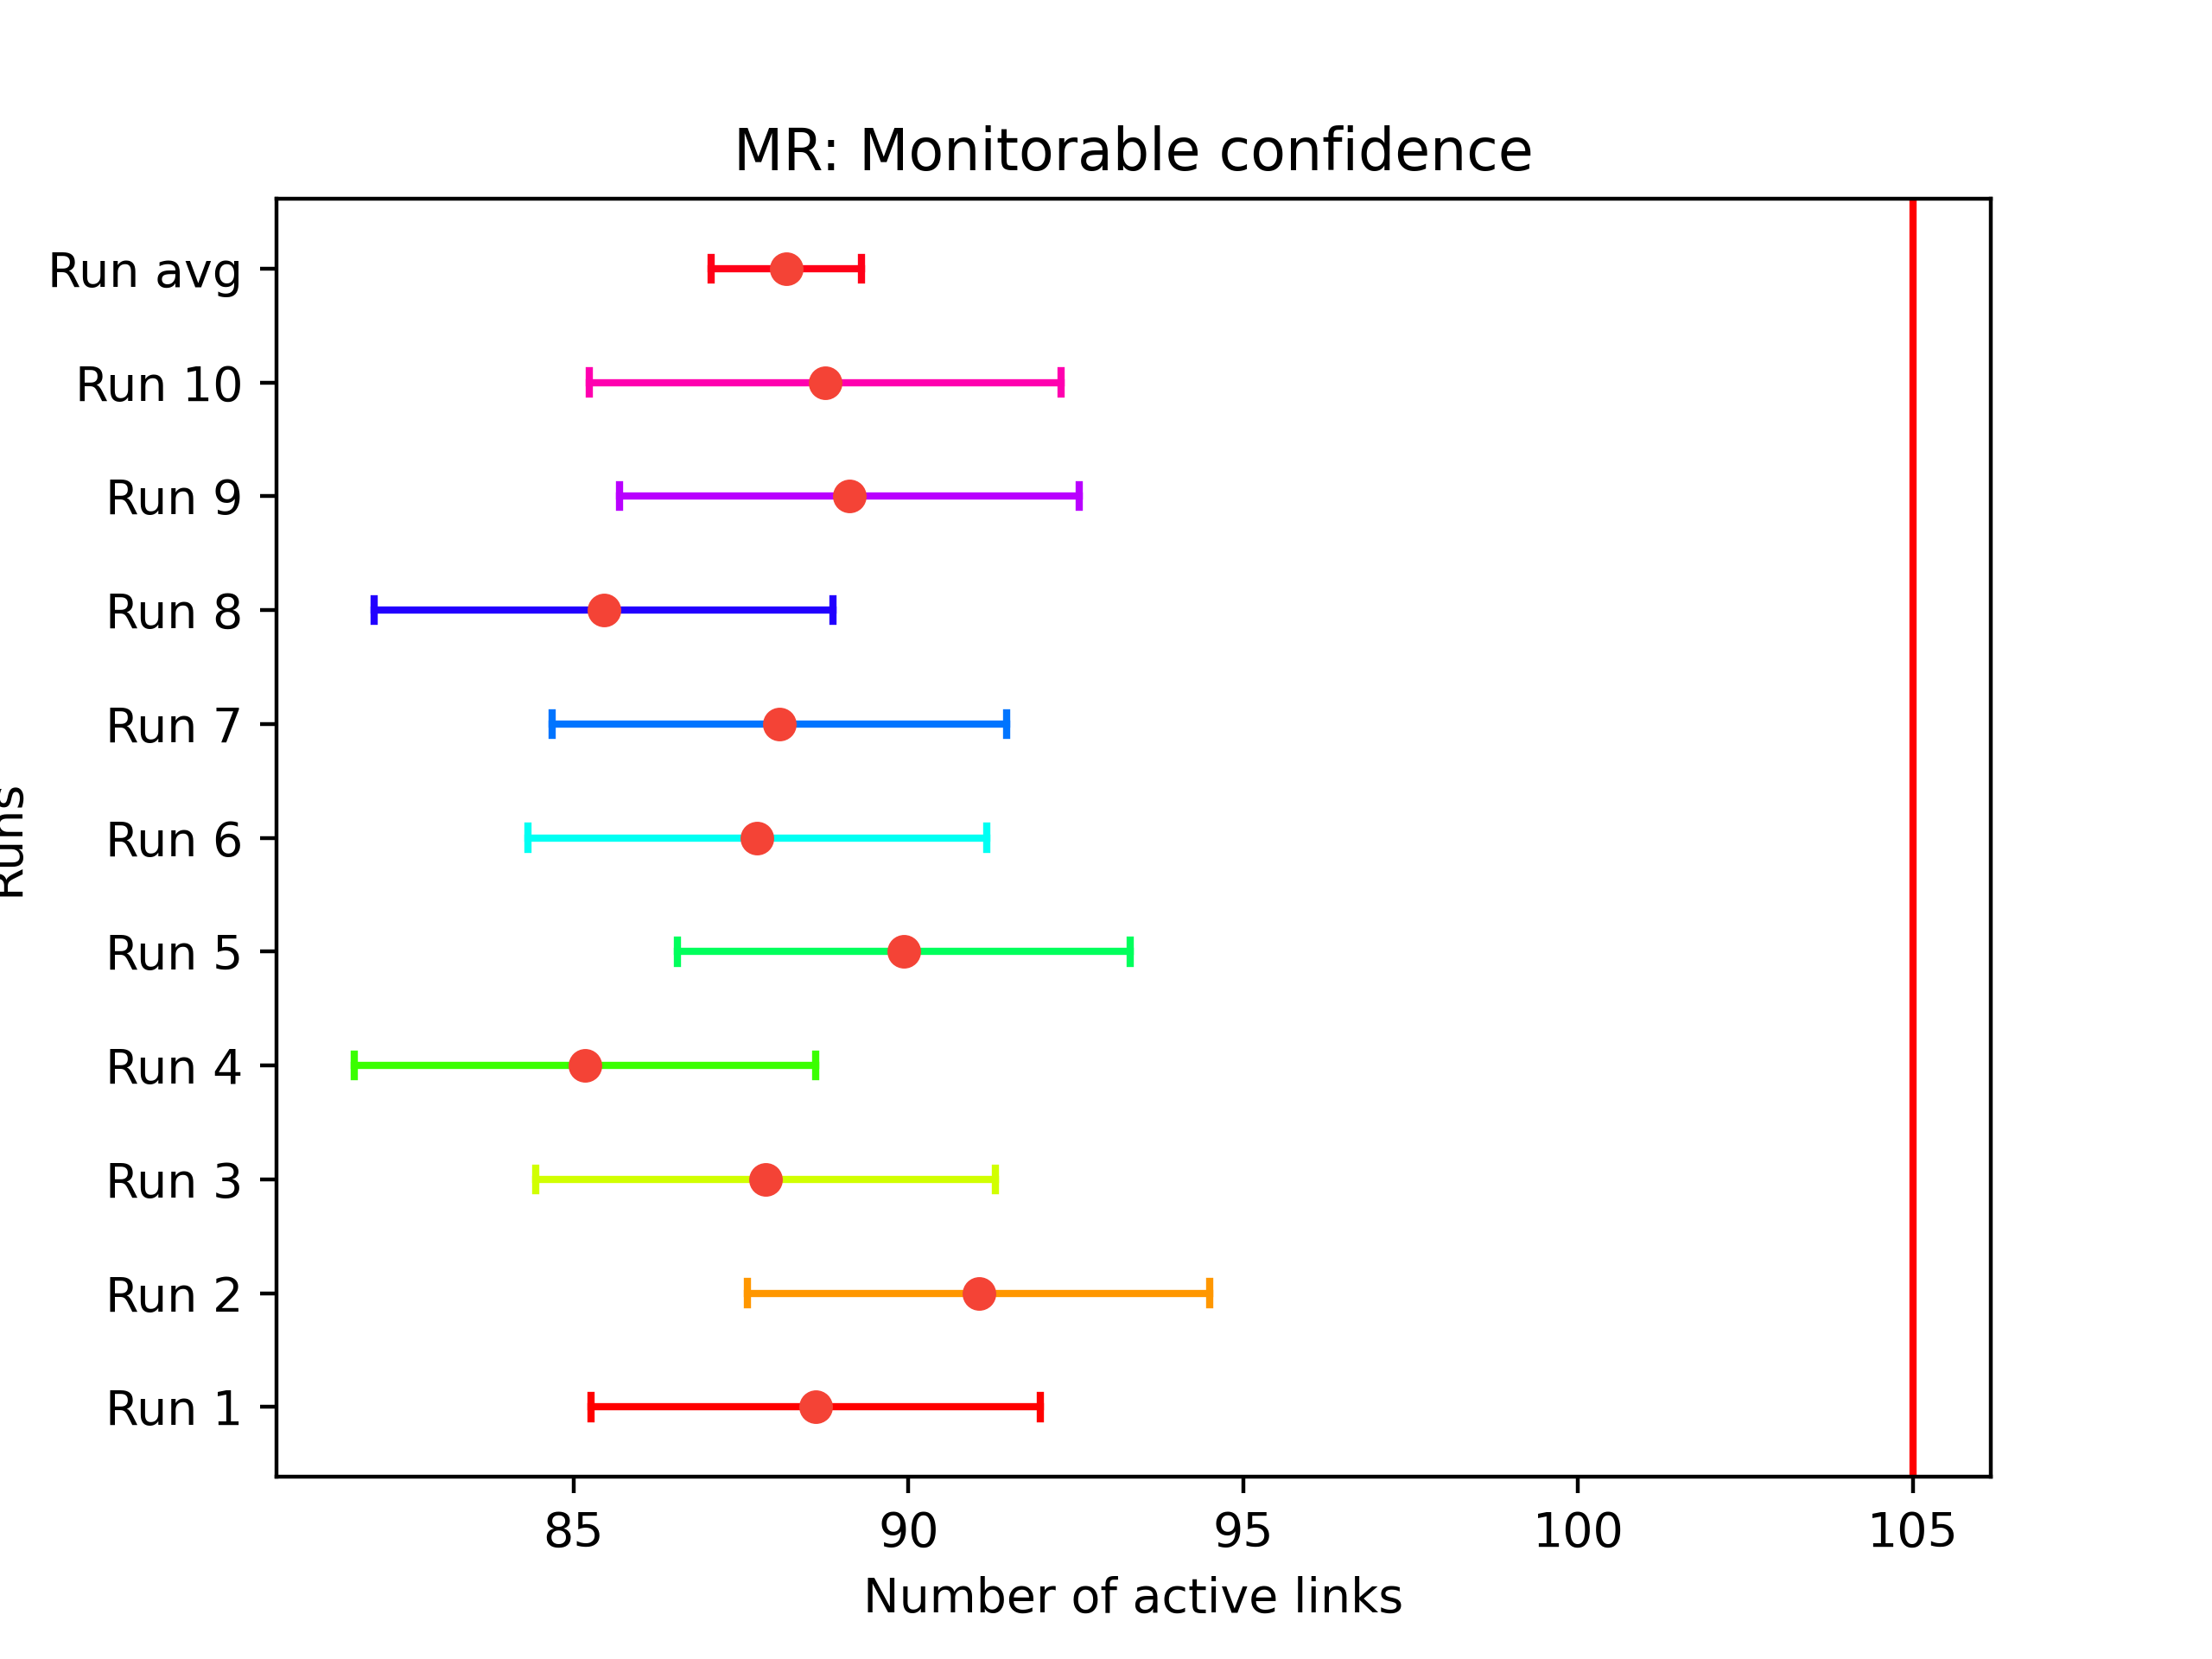 MR: Monitorable confidence
Run avg
Run 10
Run 9
Run 8
Run 7
Run 6
Run 5
Run 4
Run 3
Run 2
Run 1
Runs
85 90 95 100 105
Number of active links